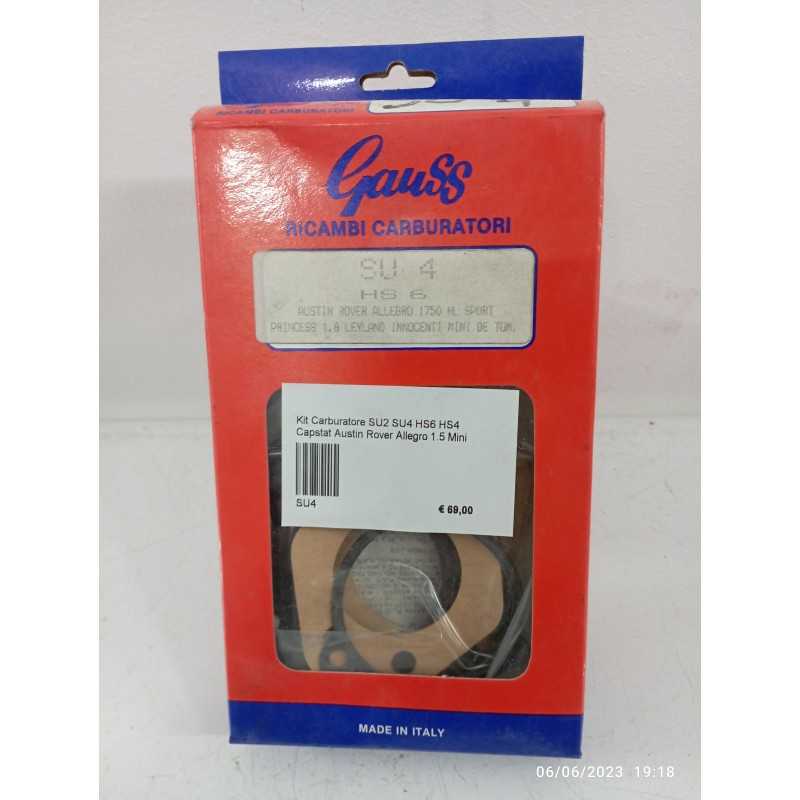 RICAMBI CARBURATORI
Gauss
RICAMBI CARBURATORI
SU 4
HS 6
AUSTIN ROVER ALLEGRO 1750 HL SPORT
PRINCESS 1.8 LEYLAND INNOCENTI MINI DE TOM.
Kit Carburatore SU2 SU4 HS6 HS4
Capstat Austin Rover Allegro 1.5 Mini
SU4
€ 69,00
MADE IN ITALY
06/06/2023 19:18